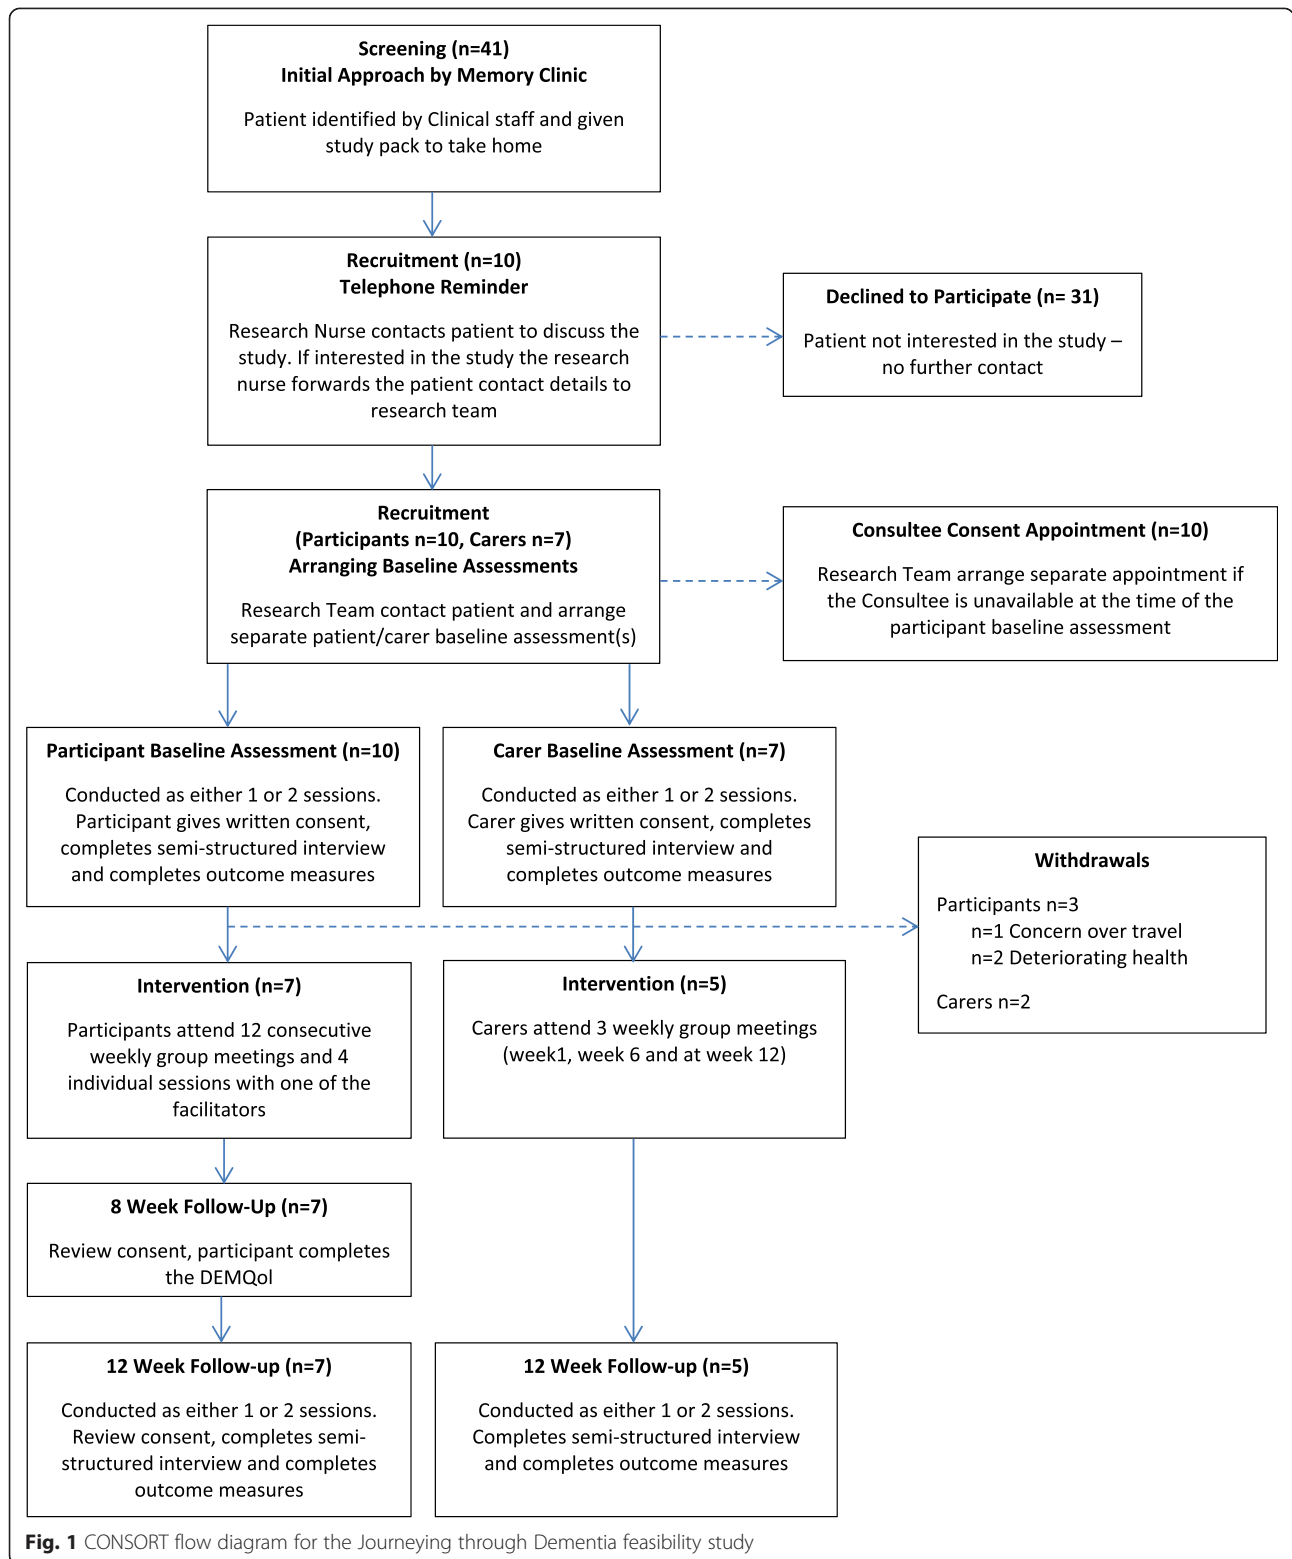 Screening (n=41)
Initial Approach by Memory Clinic
Patient identified by Clinical staff and given
study pack to take home
Recruitment (n=10)
Telephone Reminder
Research Nurse contacts patient to discuss the
study. If interested in the study the research
nurse forwards the patient contact details to
research team
Declined to Participate (n= 31)
Patient not interested in the study –
no further contact
Recruitment
(Participants n=10, Carers n=7)
Arranging Baseline Assessments
Research Team contact patient and arrange
separate patient/carer baseline assessment(s)
Consultee Consent Appointment (n=10)
Research Team arrange separate appointment if
the Consultee is unavailable at the time of the
participant baseline assessment
Participant Baseline Assessment (n=10)
Conducted as either 1 or 2 sessions.
Participant gives written consent,
completes semi-structured interview
and completes outcome measures
Carer Baseline Assessment (n=7)
Conducted as either 1 or 2 sessions.
Carer gives written consent, completes
semi-structured interview and
completes outcome measures
Withdrawals
Participants n=3
n=1 Concern over travel
n=2 Deteriorating health
Carers n=2
Intervention (n=7)
Participants attend 12 consecutive
weekly group meetings and 4
individual sessions with one of the
facilitators
Intervention (n=5)
Carers attend 3 weekly group meetings
(week1, week 6 and at week 12)
8 Week Follow-Up (n=7)
Review consent, participant completes
the DEMQol
12 Week Follow-up (n=7)
Conducted as either 1 or 2 sessions.
Review consent, completes semi-
structured interview and completes
outcome measures
12 Week Follow-up (n=5)
Conducted as either 1 or 2 sessions.
Completes semi-structured interview
and completes outcome measures
Fig. 1 CONSORT flow diagram for the Journeying through Dementia feasibility study